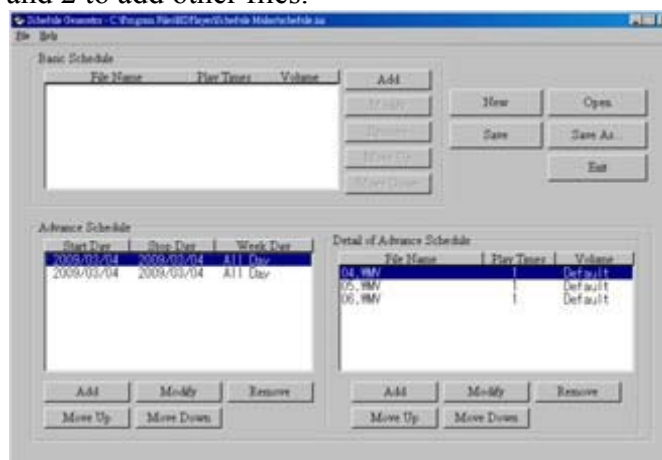 and 2 to add other files.
Schedule Generator - C:\Program Files\HDPlayer\Schedule Maker\schedule.ini
File Help
Basic Schedule
File Name Play Times Volume Add
Modify New Open
Remove Save Save As...
Move Up Exit
Move Down
Advance Schedule
Detail of Advance Schedule
Start Day Stop Day Week Day
File Name Play Times Volume
2009/03/04 2009/03/04 All Day
04.WMV 1 Default
2009/03/04 2009/03/04 All Day
05.WMV 1 Default
06.WMV 1 Default
Add Modify Remove
Add Modify Remove
Move Up Move Down
Move Up Move Down